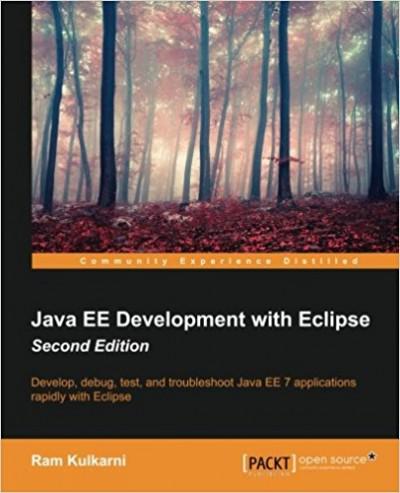 Community Experience Distilled
Java EE Development with Eclipse
Second Edition
Develop, debug, test, and troubleshoot Java EE 7 applications
rapidly with Eclipse
Ram Kulkarni
[PACKT] open source*
PUBLISHING